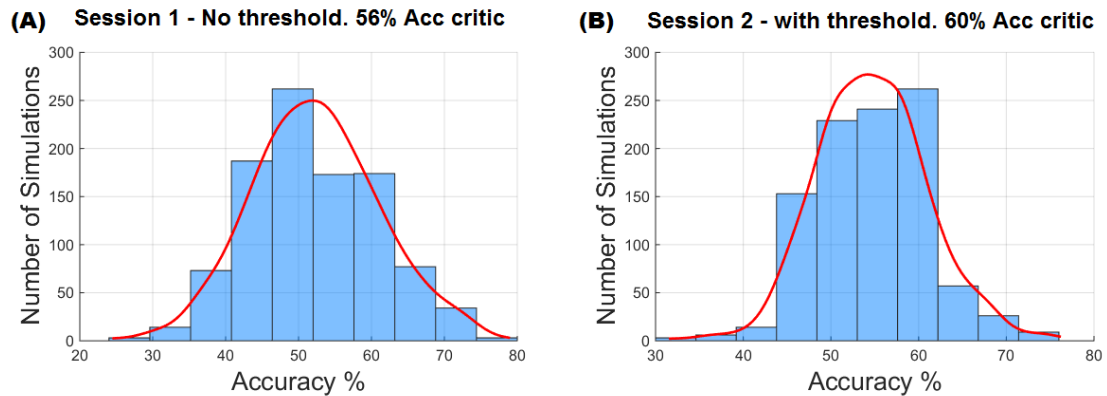 (A) Session 1 - No threshold. 56% Acc critic
300
250
200
150
100
50
0
Number of Simulations
20 30 40 50 60 70 80
Accuracy %
(B) Session 2 - with threshold. 60% Acc critic
300
250
200
150
100
50
0
Number of Simulations
30 40 50 60 70 80
Accuracy %